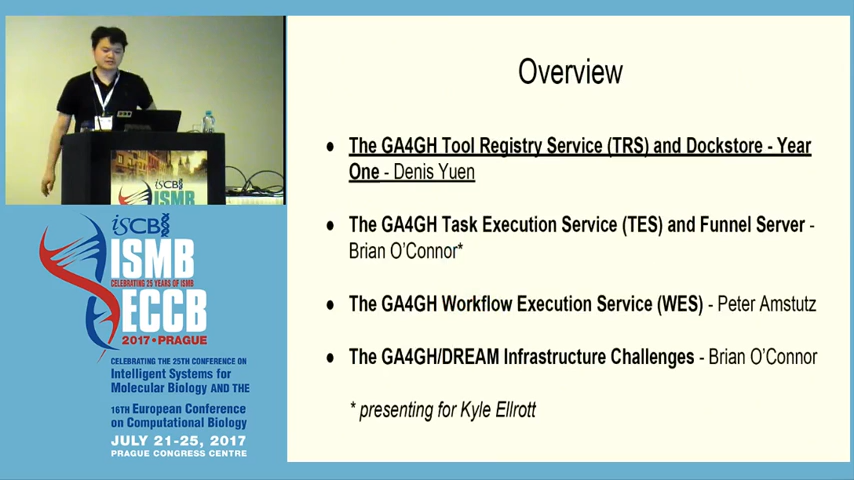 Overview
• The GA4GH Tool Registry Service (TRS) and Dockstore - Year
One - Denis Yuen
• The GA4GH Task Execution Service (TES) and Funnel Server -
Brian O'Connor*
• The GA4GH Workflow Execution Service (WES) - Peter Amstutz
• The GA4GH/DREAM Infrastructure Challenges - Brian O'Connor
* presenting for Kyle Ellrott
iSCB
ISMB
iSCB
ISMB
CELEBRATING 25 YEARS OF ISMB
ECCB
2017 • PRAGUE
CELEBRATING THE 25TH CONFERENCE ON
Intelligent Systems for
Molecular Biology AND THE
16TH European Conference
on Computational Biology
JULY 21-25, 2017
PRAGUE CONGRESS CENTRE